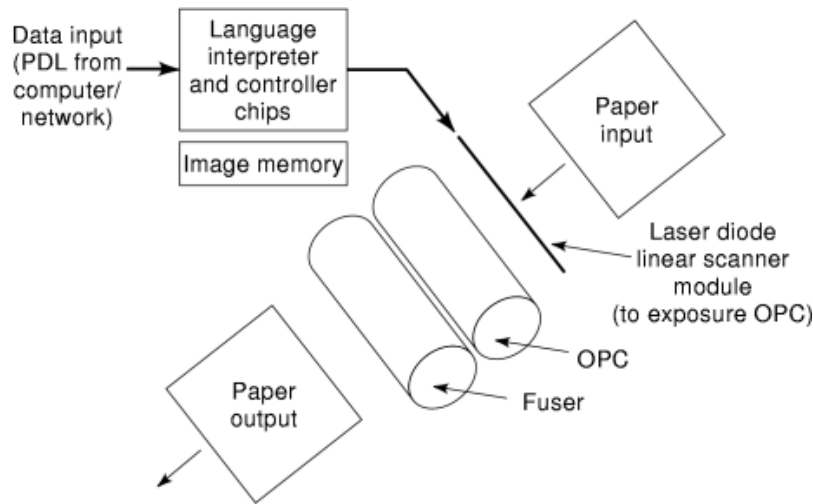 Data input
(PDL from
computer/
network)
Language
interpreter
and controller
chips
Image memory
Paper
input
Laser diode
linear scanner
module
(to exposure OPC)
OPC
Fuser
Paper
output